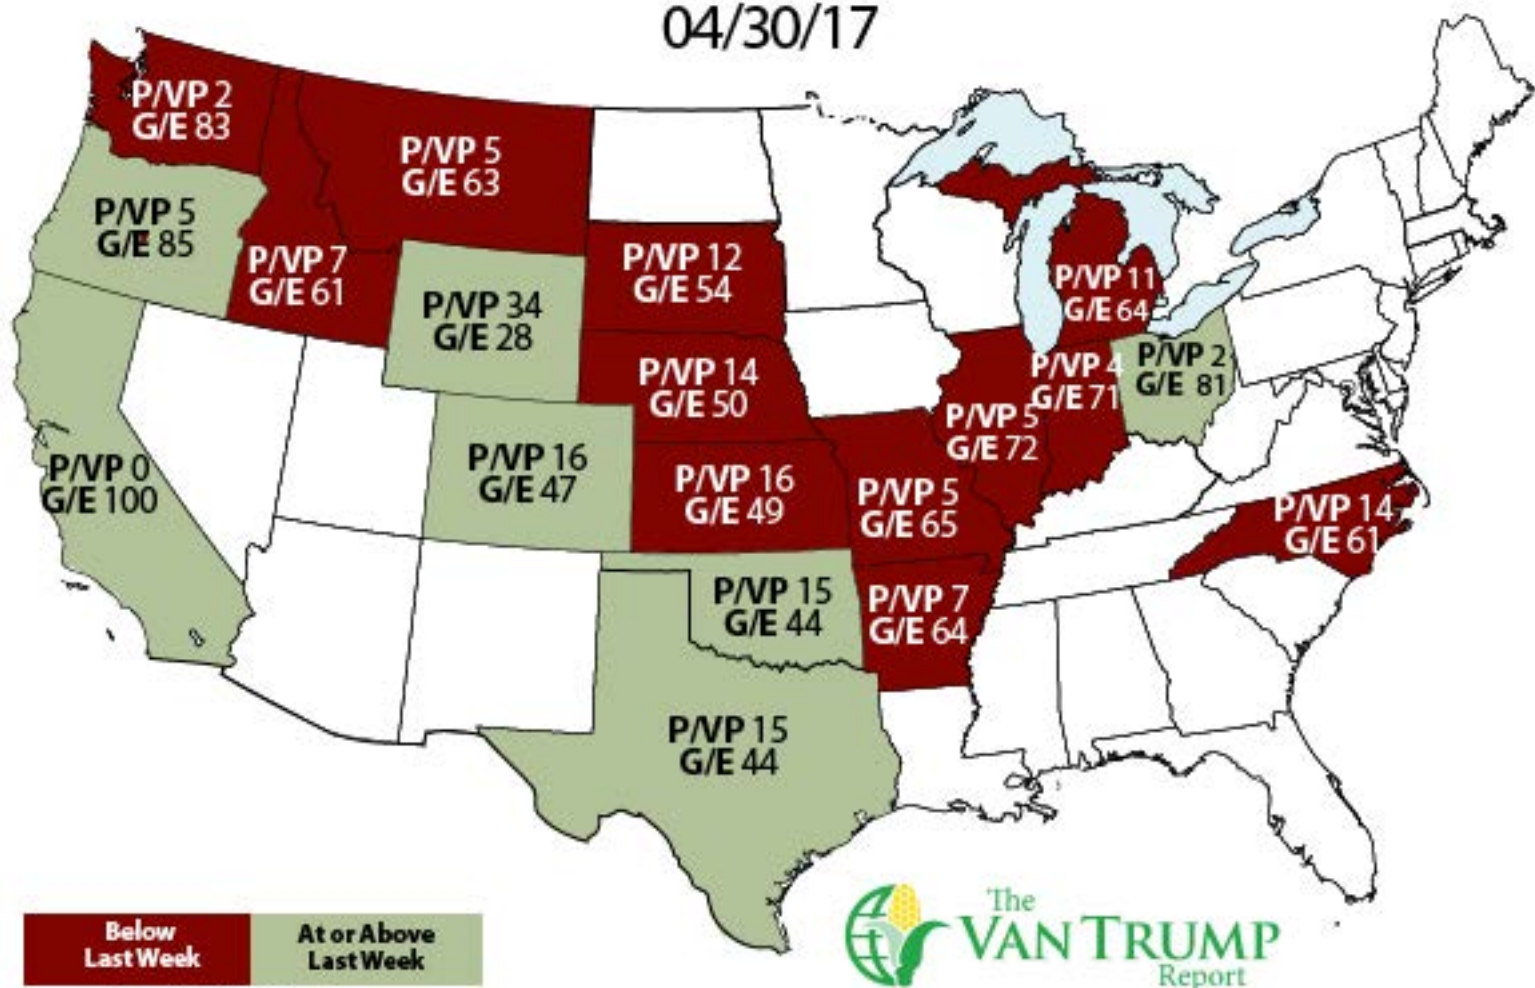 04/30/17
P/VP 2
G/E 83
P/VP 5
G/E 63
P/VP 5
G/E 85
P/VP 7
G/E 61
P/VP 12
G/E 54
P/VP 34
G/E 28
P/VP 11
G/E 64
P/VP 14
G/E 50
P/VP 4
G/E 71
P/VP 2
G/E 81
P/VP 5
G/E 72
P/VP 0
G/E 100
P/VP 16
G/E 47
P/VP 16
G/E 49
P/VP 5
G/E 65
P/VP 14
G/E 61
P/VP 15
G/E 44
P/VP 7
G/E 64
P/VP 15
G/E 44
Below
Last Week
At or Above
Last Week
The
VAN TRUMP
Report